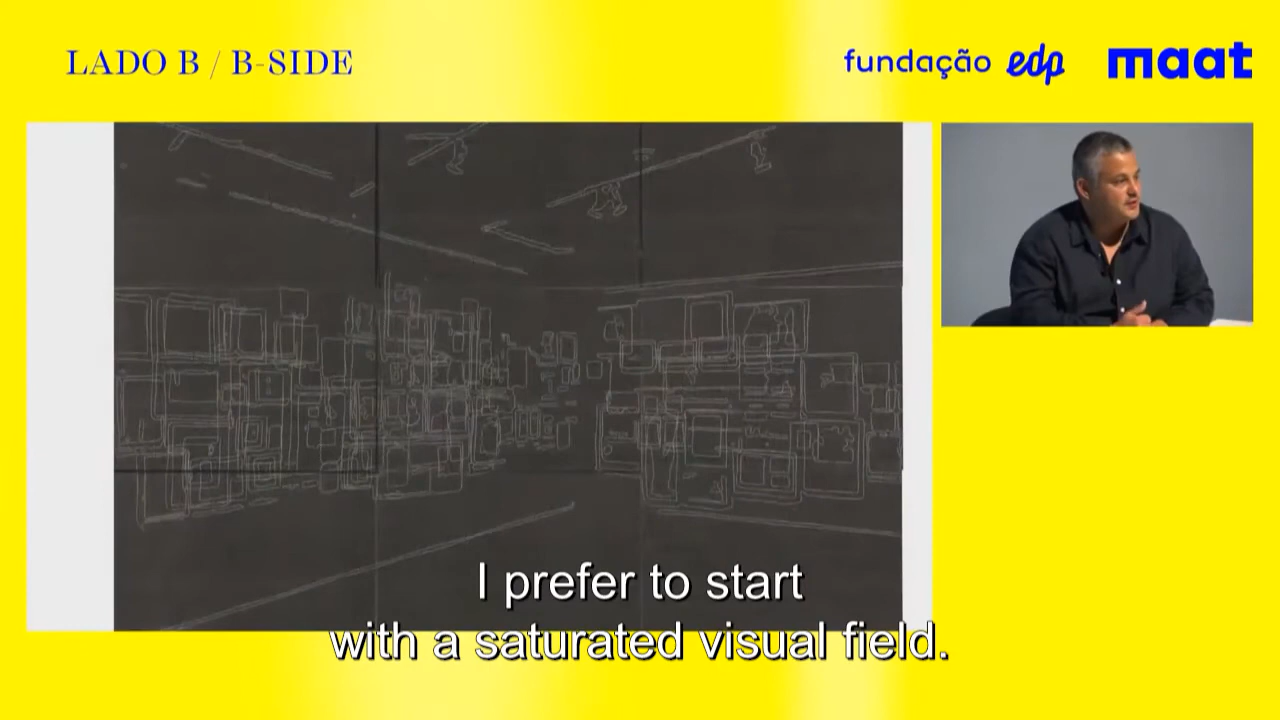 LADO B / B-SIDE
fundação edp maat
I prefer to start
with a saturated visual field.